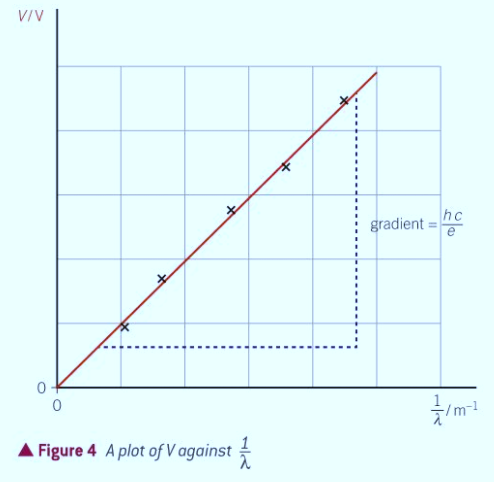 V/V
gradient = hc/e
0
0
1/λ / m⁻¹
▲ Figure 4 A plot of V against 1/λ